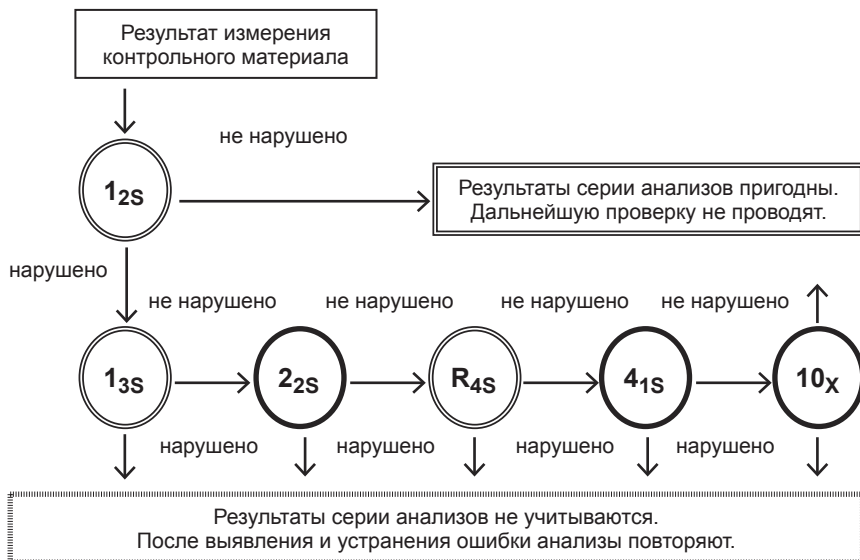 Результат измерения
контрольного материала
не нарушено
1₂S
Результаты серии анализов пригодны.
Дальнейшую проверку не проводят.
нарушено
не нарушено не нарушено не нарушено не нарушено
1₃S 2₂S R₄S 4₁S 10ₓ
нарушено нарушено нарушено нарушено
Результаты серии анализов не учитываются.
После выявления и устранения ошибки анализы повторяют.